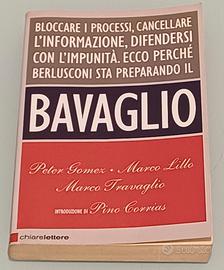 BLOCCARE I PROCESSI, CANCELLARE
L'INFORMAZIONE, DIFENDERSI
CON L'IMPUNITÀ. ECCO PERCHÉ
BERLUSCONI STA PREPARANDO IL
BAVAGLIO
Peter Gomez • Marco Lillo
Marco Travaglio
INTRODUZIONE DI Pino Corrias
chiarelettere